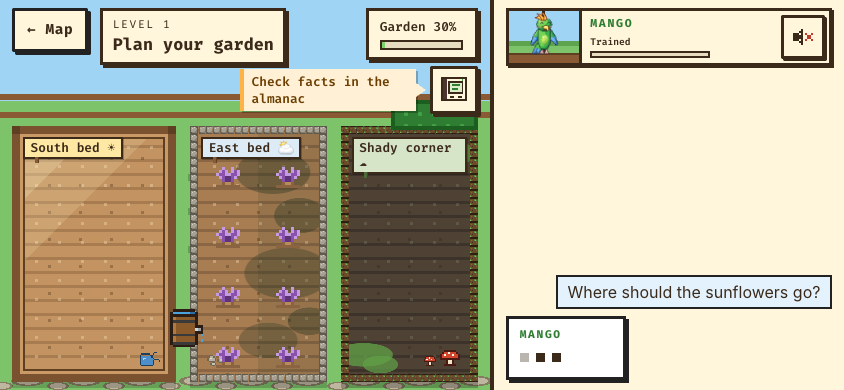 ← Map
LEVEL 1
Plan your garden
Garden 30%
Check facts in the
almanac
South bed ☀
East bed ⛅
Shady corner
☁
MANGO
Trained
Where should the sunflowers go?
MANGO